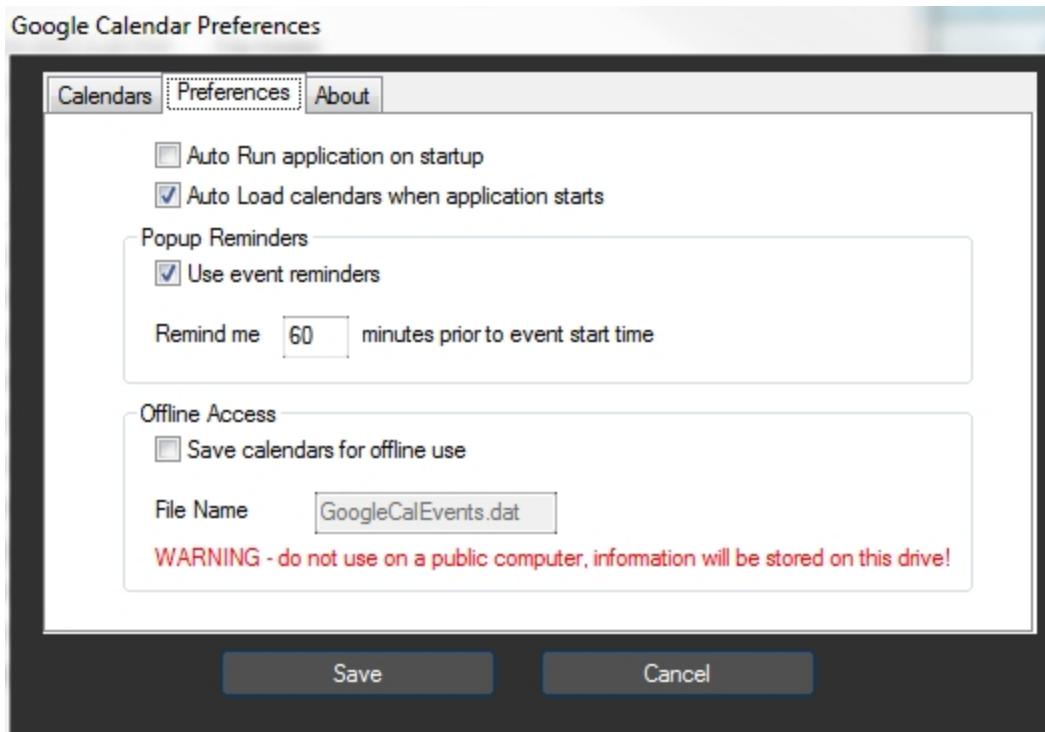 Google Calendar Preferences
Calendars Preferences About
Auto Run application on startup
Auto Load calendars when application starts
Popup Reminders
Use event reminders
Remind me 60 minutes prior to event start time
Offline Access
Save calendars for offline use
File Name GoogleCalEvents.dat
WARNING - do not use on a public computer, information will be stored on this drive!
Save Cancel